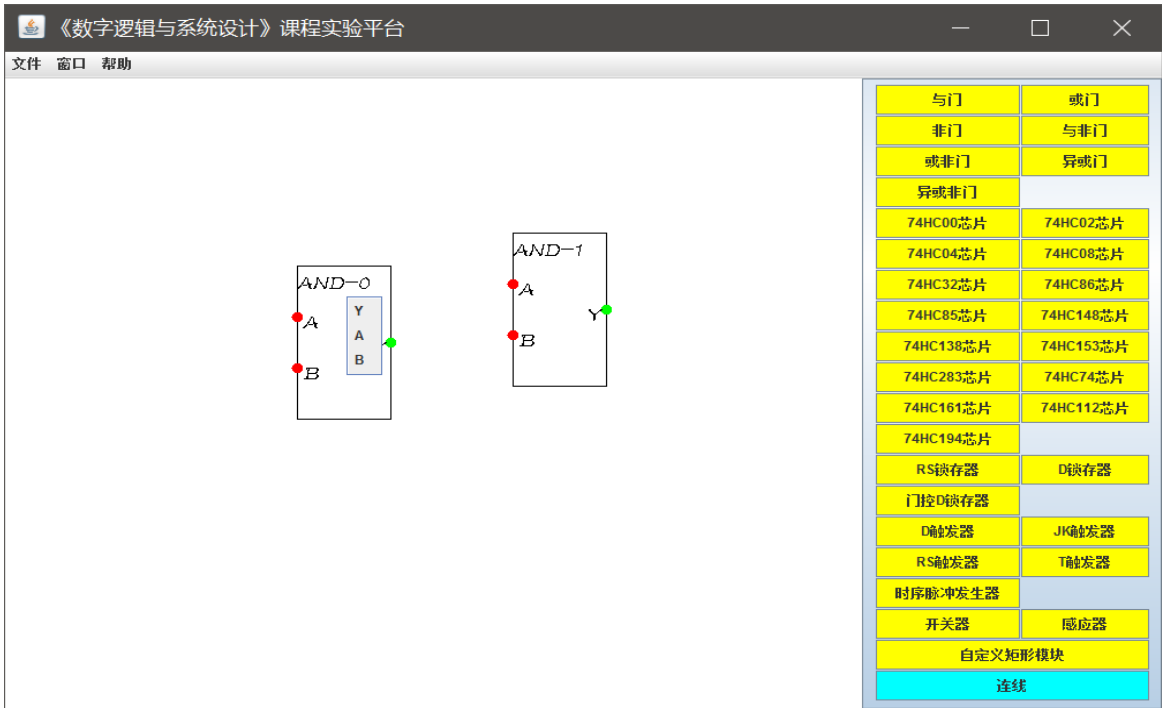 《数字逻辑与系统设计》课程实验平台
文件 窗口 帮助
AND-0
A
B
Y
A
B
AND-1
A
Y
B
与门 或门
非门 与非门
或非门 异或门
异或非门
74HC00芯片 74HC02芯片
74HC04芯片 74HC08芯片
74HC32芯片 74HC86芯片
74HC85芯片 74HC148芯片
74HC138芯片 74HC153芯片
74HC283芯片 74HC74芯片
74HC161芯片 74HC112芯片
74HC194芯片
RS锁存器 D锁存器
门控D锁存器
D触发器 JK触发器
RS触发器 T触发器
时序脉冲发生器
开关器 感应器
自定义矩形模块
连线